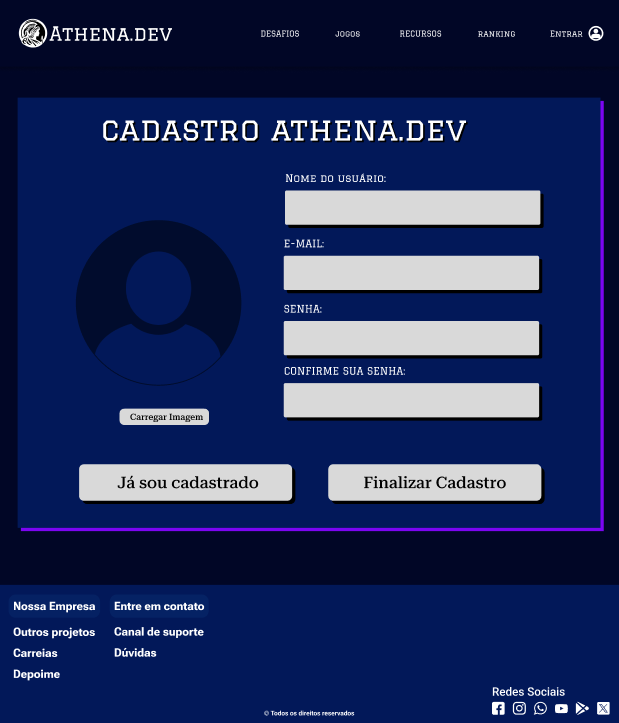 Athena.dev
DESAFIOS
JOGOS
RECURSOS
RANKING
ENTRAR
CADASTRO ATHENA.DEV
Nome do usuário:
E-MAIL:
SENHA:
CONFIRME SUA SENHA:
Carregar Imagem
Já sou cadastrado
Finalizar Cadastro
Nossa Empresa
Entre em contato
Outros projetos
Canal de suporte
Carreias
Dúvidas
Depoime
Redes Sociais
© Todos os direitos reservados